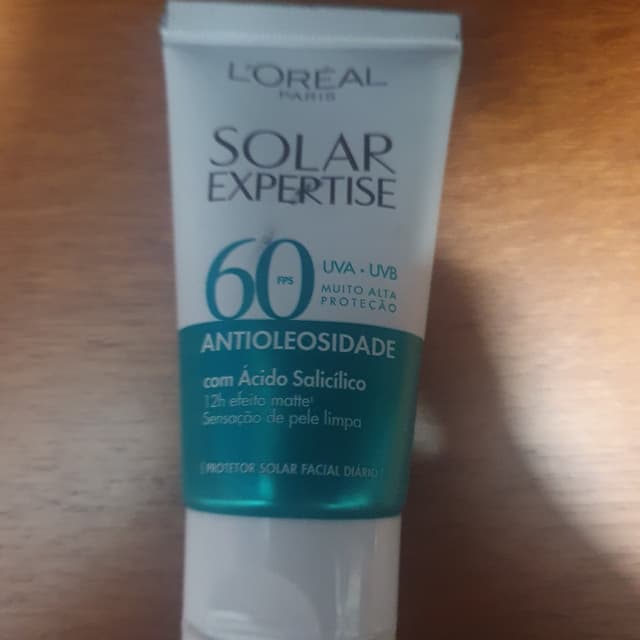 L'ORÉAL
PARIS
SOLAR
EXPERTISE
60
FPS
UVA • UVB
MUITO ALTA
PROTEÇÃO
ANTIOLEOSIDADE
com Ácido Salicílico
12h efeito matte¹
Sensação de pele limpa
PROTETOR SOLAR FACIAL DIÁRIO